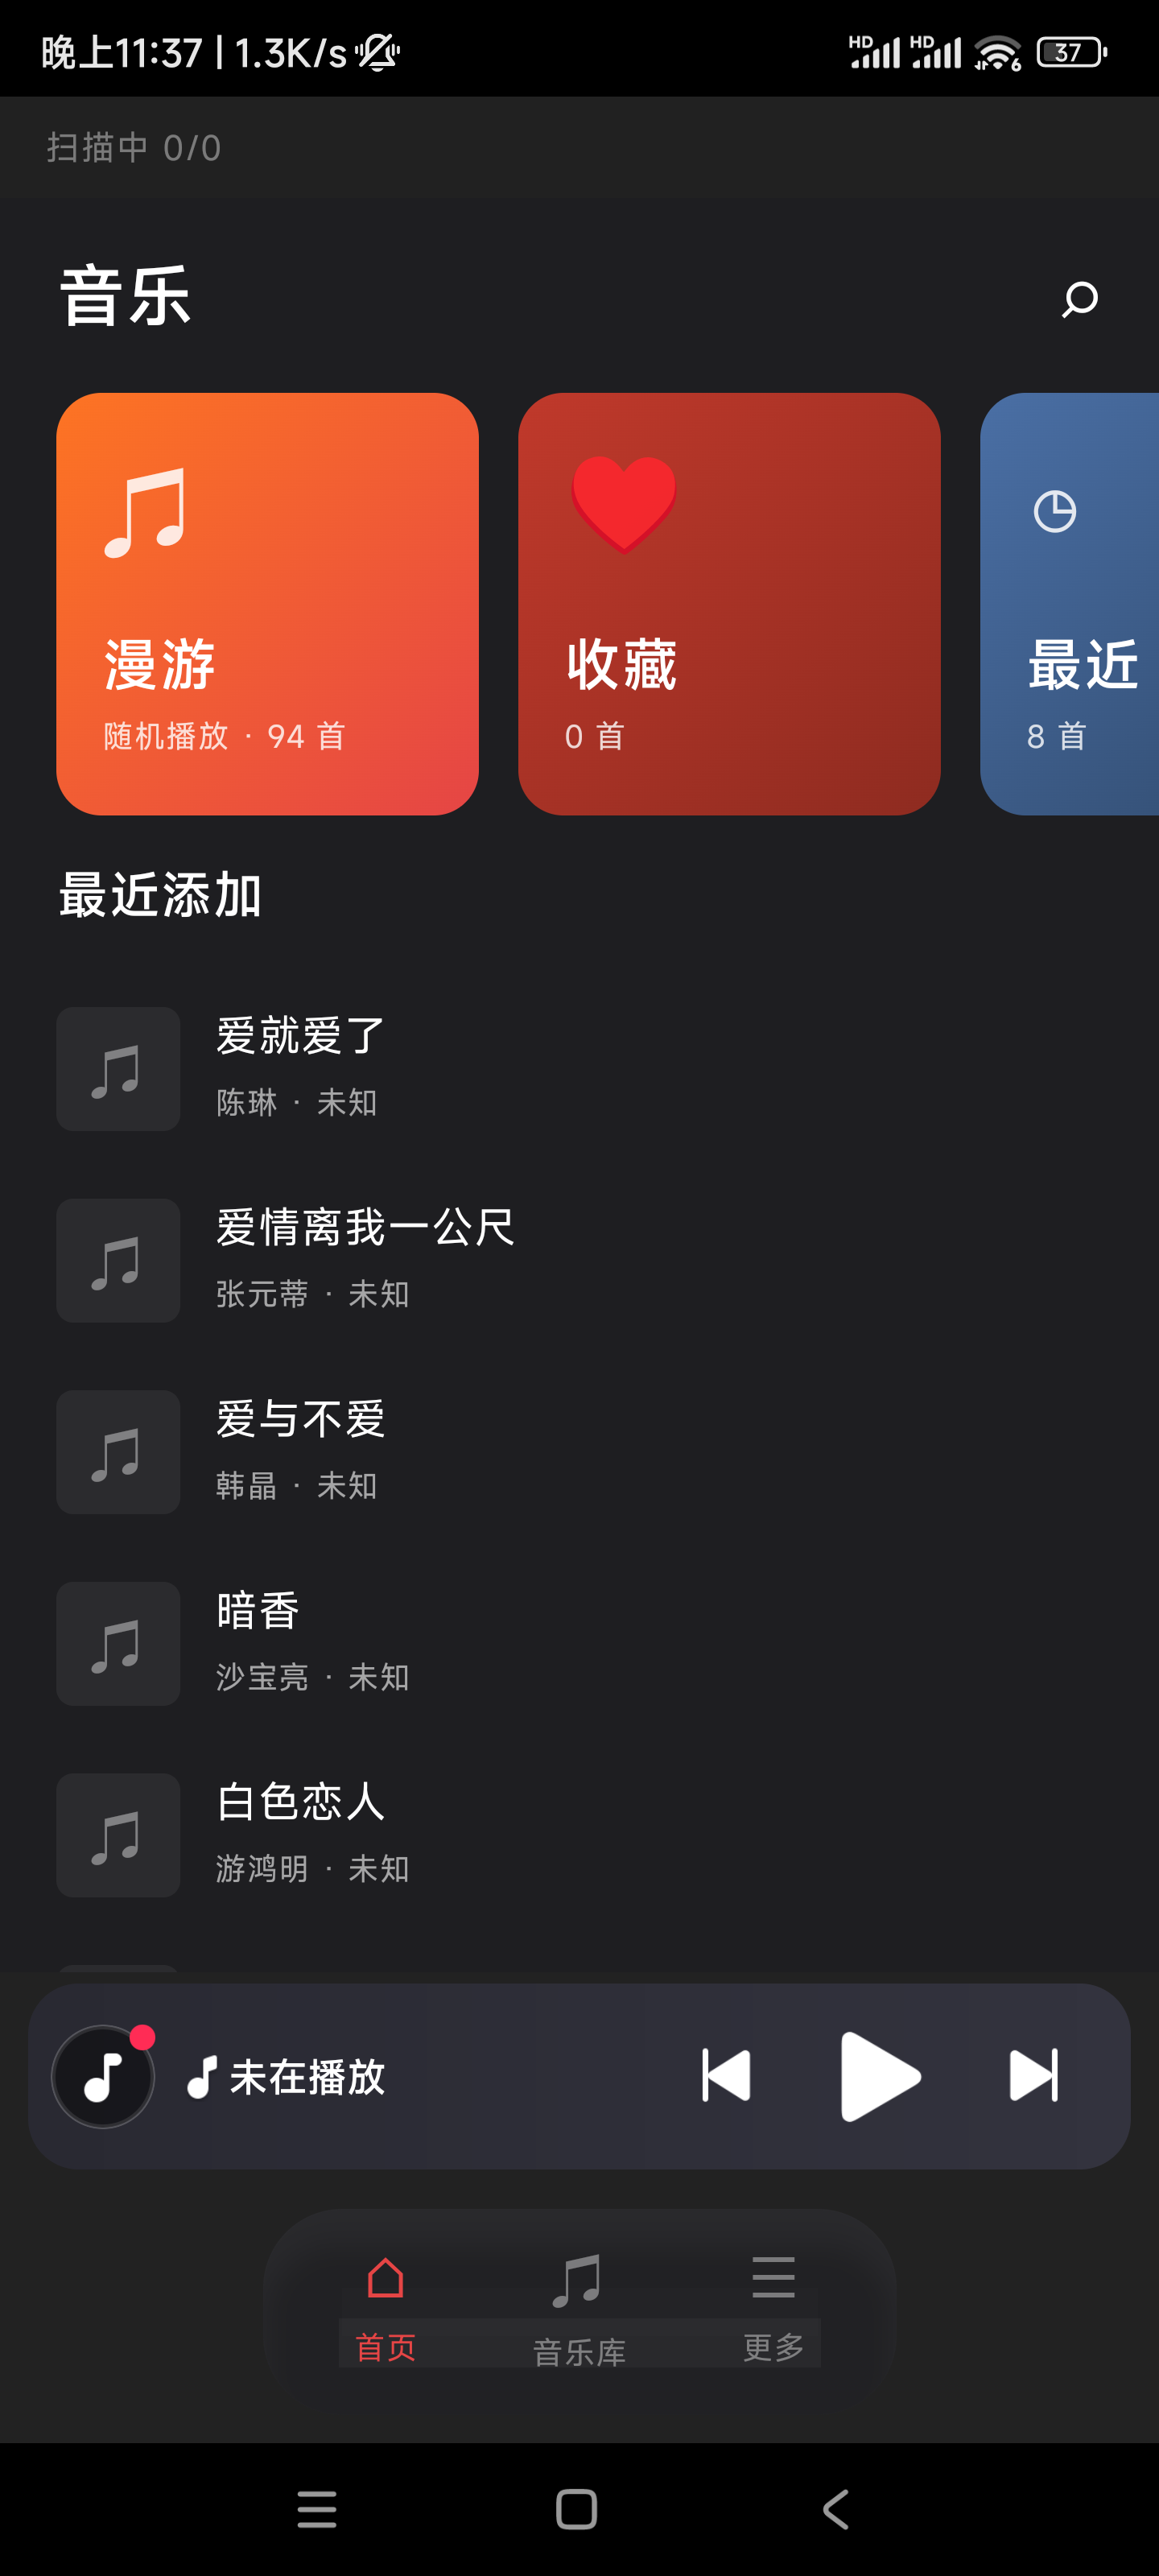 晚上11:37 | 1.3K/s
HD HD 6 37
扫描中 0/0
音乐
漫游
随机播放 · 94 首
收藏
0 首
最近
8 首
最近添加
爱就爱了
陈琳 · 未知
爱情离我一公尺
张元蒂 · 未知
爱与不爱
韩晶 · 未知
暗香
沙宝亮 · 未知
白色恋人
游鸿明 · 未知
未在播放
首页
音乐库
更多